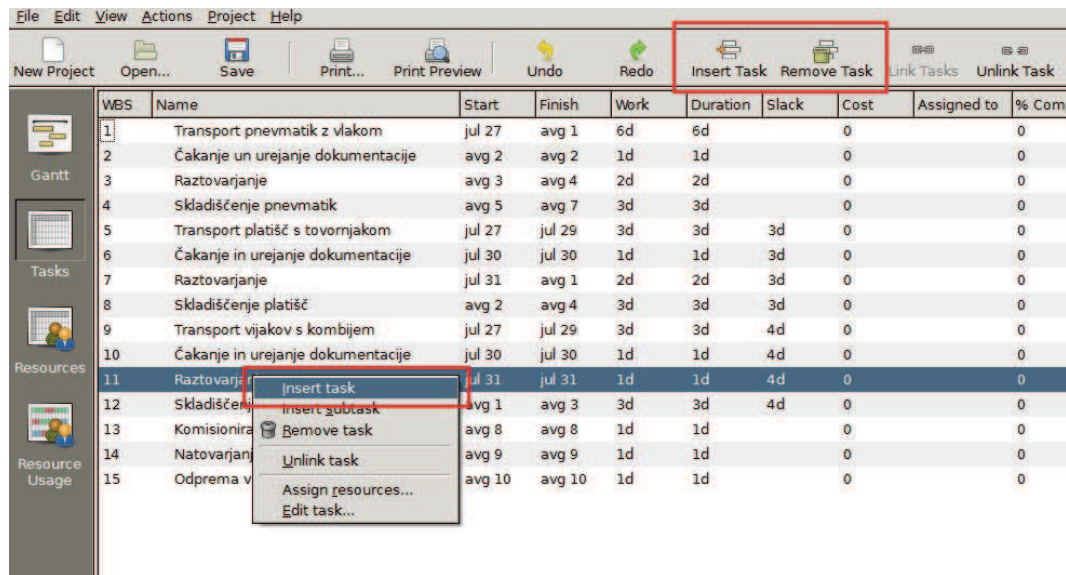 File Edit View Actions Project Help
New Project Open... Save Print... Print Preview Undo Redo Insert Task Remove Task Link Tasks Unlink Task
WBS Name Start Finish Work Duration Slack Cost Assigned to % Com
1 Transport pnevmatik z vlakom jul 27 avg 1 6d 6d 0 0
2 Čakanje un urejanje dokumentacije avg 2 avg 2 1d 1d 0 0
Gantt
3 Raztovarjanje avg 3 avg 4 2d 2d 0 0
4 Skladiščenje pnevmatik avg 5 avg 7 3d 3d 0 0
5 Transport platišč s tovornjakom jul 27 jul 29 3d 3d 3d 0 0
6 Čakanje in urejanje dokumentacije jul 30 jul 30 1d 1d 3d 0 0
Tasks
7 Raztovarjanje jul 31 avg 1 2d 2d 3d 0 0
8 Skladiščenje platišč avg 2 avg 4 3d 3d 3d 0 0
9 Transport vijakov s kombijem jul 27 jul 29 3d 3d 4d 0 0
10 Čakanje in urejanje dokumentacije jul 30 jul 30 1d 1d 4d 0 0
Resources
11 Raztovarjan jul 31 jul 31 1d 1d 4d 0 0
12 Skladiščenj avg 1 avg 3 3d 3d 4d 0 0
13 Komisionira avg 8 avg 8 1d 1d 0 0
14 Natovarjanj avg 9 avg 9 1d 1d 0 0
Resource Usage
15 Odprema v avg 10 avg 10 1d 1d 0 0
Insert task
Insert subtask
Remove task
Unlink task
Assign resources...
Edit task...